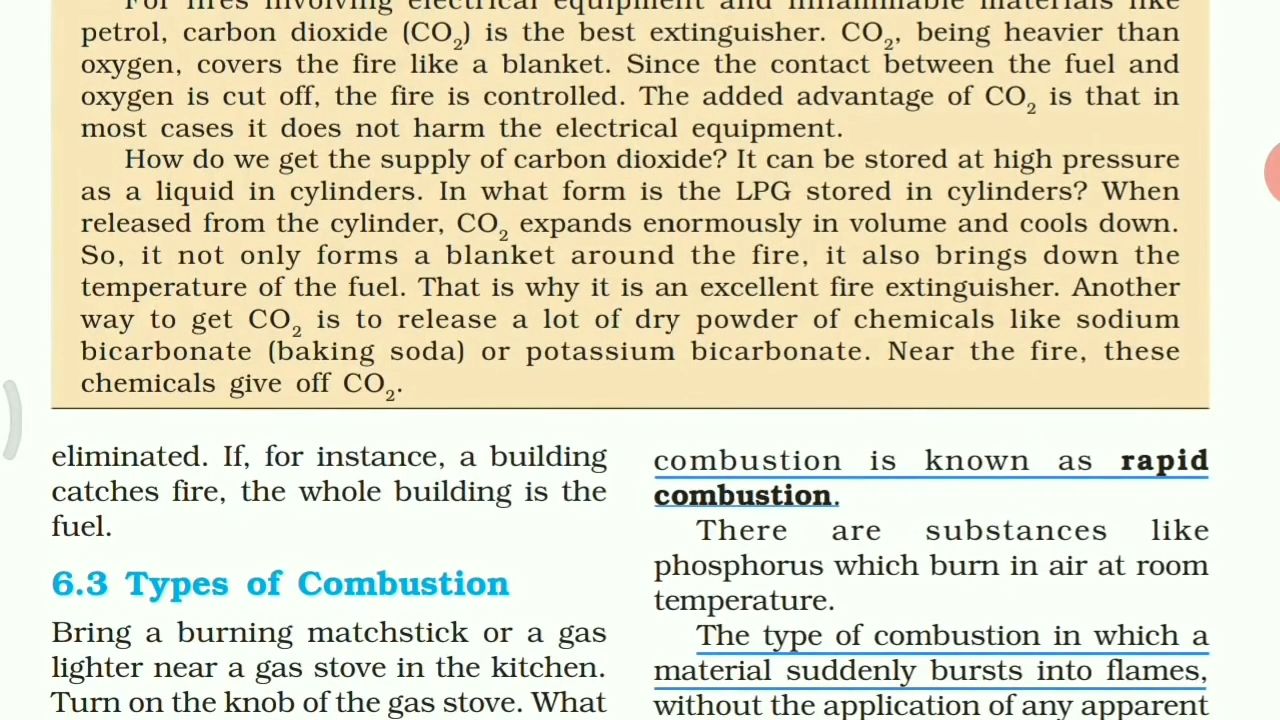 For fires involving electrical equipment and inflammable materials like
petrol, carbon dioxide (CO₂) is the best extinguisher. CO₂, being heavier than
oxygen, covers the fire like a blanket. Since the contact between the fuel and
oxygen is cut off, the fire is controlled. The added advantage of CO₂ is that in
most cases it does not harm the electrical equipment.
How do we get the supply of carbon dioxide? It can be stored at high pressure
as a liquid in cylinders. In what form is the LPG stored in cylinders? When
released from the cylinder, CO₂ expands enormously in volume and cools down.
So, it not only forms a blanket around the fire, it also brings down the
temperature of the fuel. That is why it is an excellent fire extinguisher. Another
way to get CO₂ is to release a lot of dry powder of chemicals like sodium
bicarbonate (baking soda) or potassium bicarbonate. Near the fire, these
chemicals give off CO₂.
eliminated. If, for instance, a building
catches fire, the whole building is the
fuel.
6.3 Types of Combustion
Bring a burning matchstick or a gas
lighter near a gas stove in the kitchen.
Turn on the knob of the gas stove. What
combustion is known as rapid
combustion.
There are substances like
phosphorus which burn in air at room
temperature.
The type of combustion in which a
material suddenly bursts into flames,
without the application of any apparent